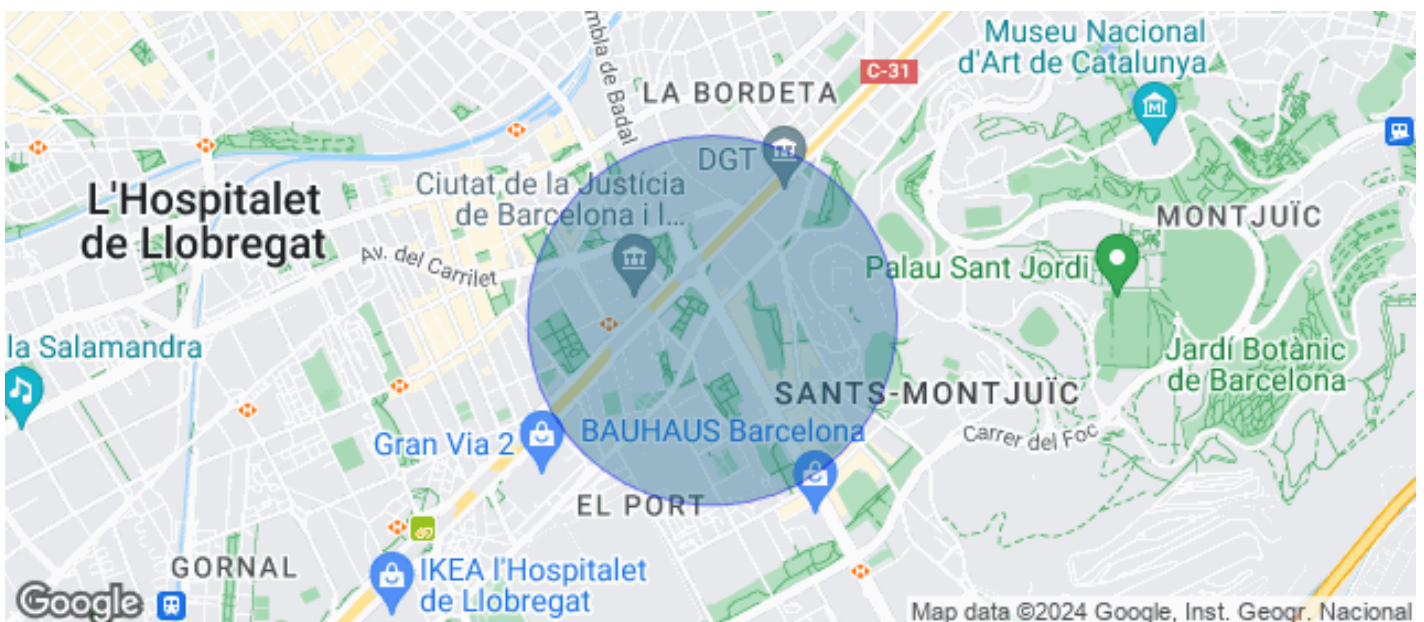 Museu Nacional
d'Art de Catalunya
C-31
LA BORDETA
mbla de Badal
DGT
L'Hospitalet
de Llobregat
Ciutat de la Justícia
de Barcelona i l...
MONTJUÏC
Av. del Carrilet
Palau Sant Jordi
la Salamandra
Jardí Botànic
de Barcelona
SANTS-MONTJUÏC
Gran Via 2
BAUHAUS Barcelona
Carrer del Foc
EL PORT
GORNAL
IKEA l'Hospitalet
de Llobregat
Google
Map data ©2024 Google, Inst. Geogr. Nacional